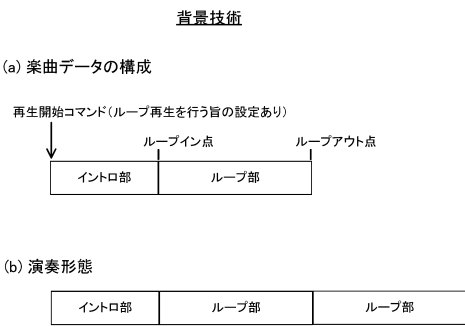 背景技術
(a) 楽曲データの構成
再生開始コマンド(ループ再生を行う旨の設定あり)
ループイン点
ループアウト点
イントロ部
ループ部
(b) 演奏形態
イントロ部
ループ部
ループ部